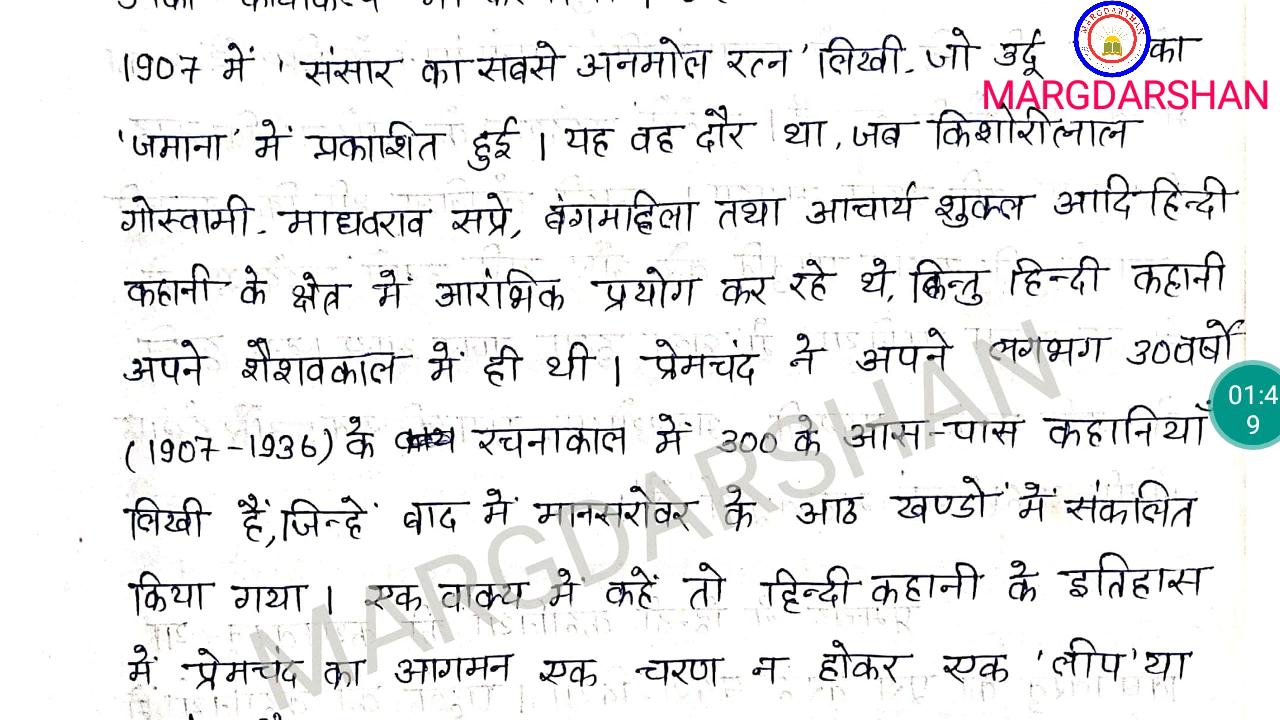 1907 में 'संसार का सबसे अनमोल रत्न' लिखी, जो उर्दू का
MARGDARSHAN
'जमाना' में प्रकाशित हुई । यह वह दौर था, जब किशोरीलाल
गोस्वामी, माधवराव सप्रे, बंगमहिला तथा आचार्य शुक्ल आदि हिन्दी
कहानी के क्षेत्र में आरंभिक प्रयोग कर रहे थे, किन्तु हिन्दी कहानी
अपने शैशवकाल में ही थी । प्रेमचंद ने अपने लगभग 30 वर्षों
01:49
(1907-1936) के रचनाकाल में 300 के आस-पास कहानियाँ
लिखी हैं, जिन्हें बाद में मानसरोवर के आठ खण्डों में संकलित
किया गया । एक वाक्य में कहें तो हिन्दी कहानी के इतिहास
में प्रेमचंद का आगमन एक चरण न होकर एक 'लीप' या
MARGDARSHAN